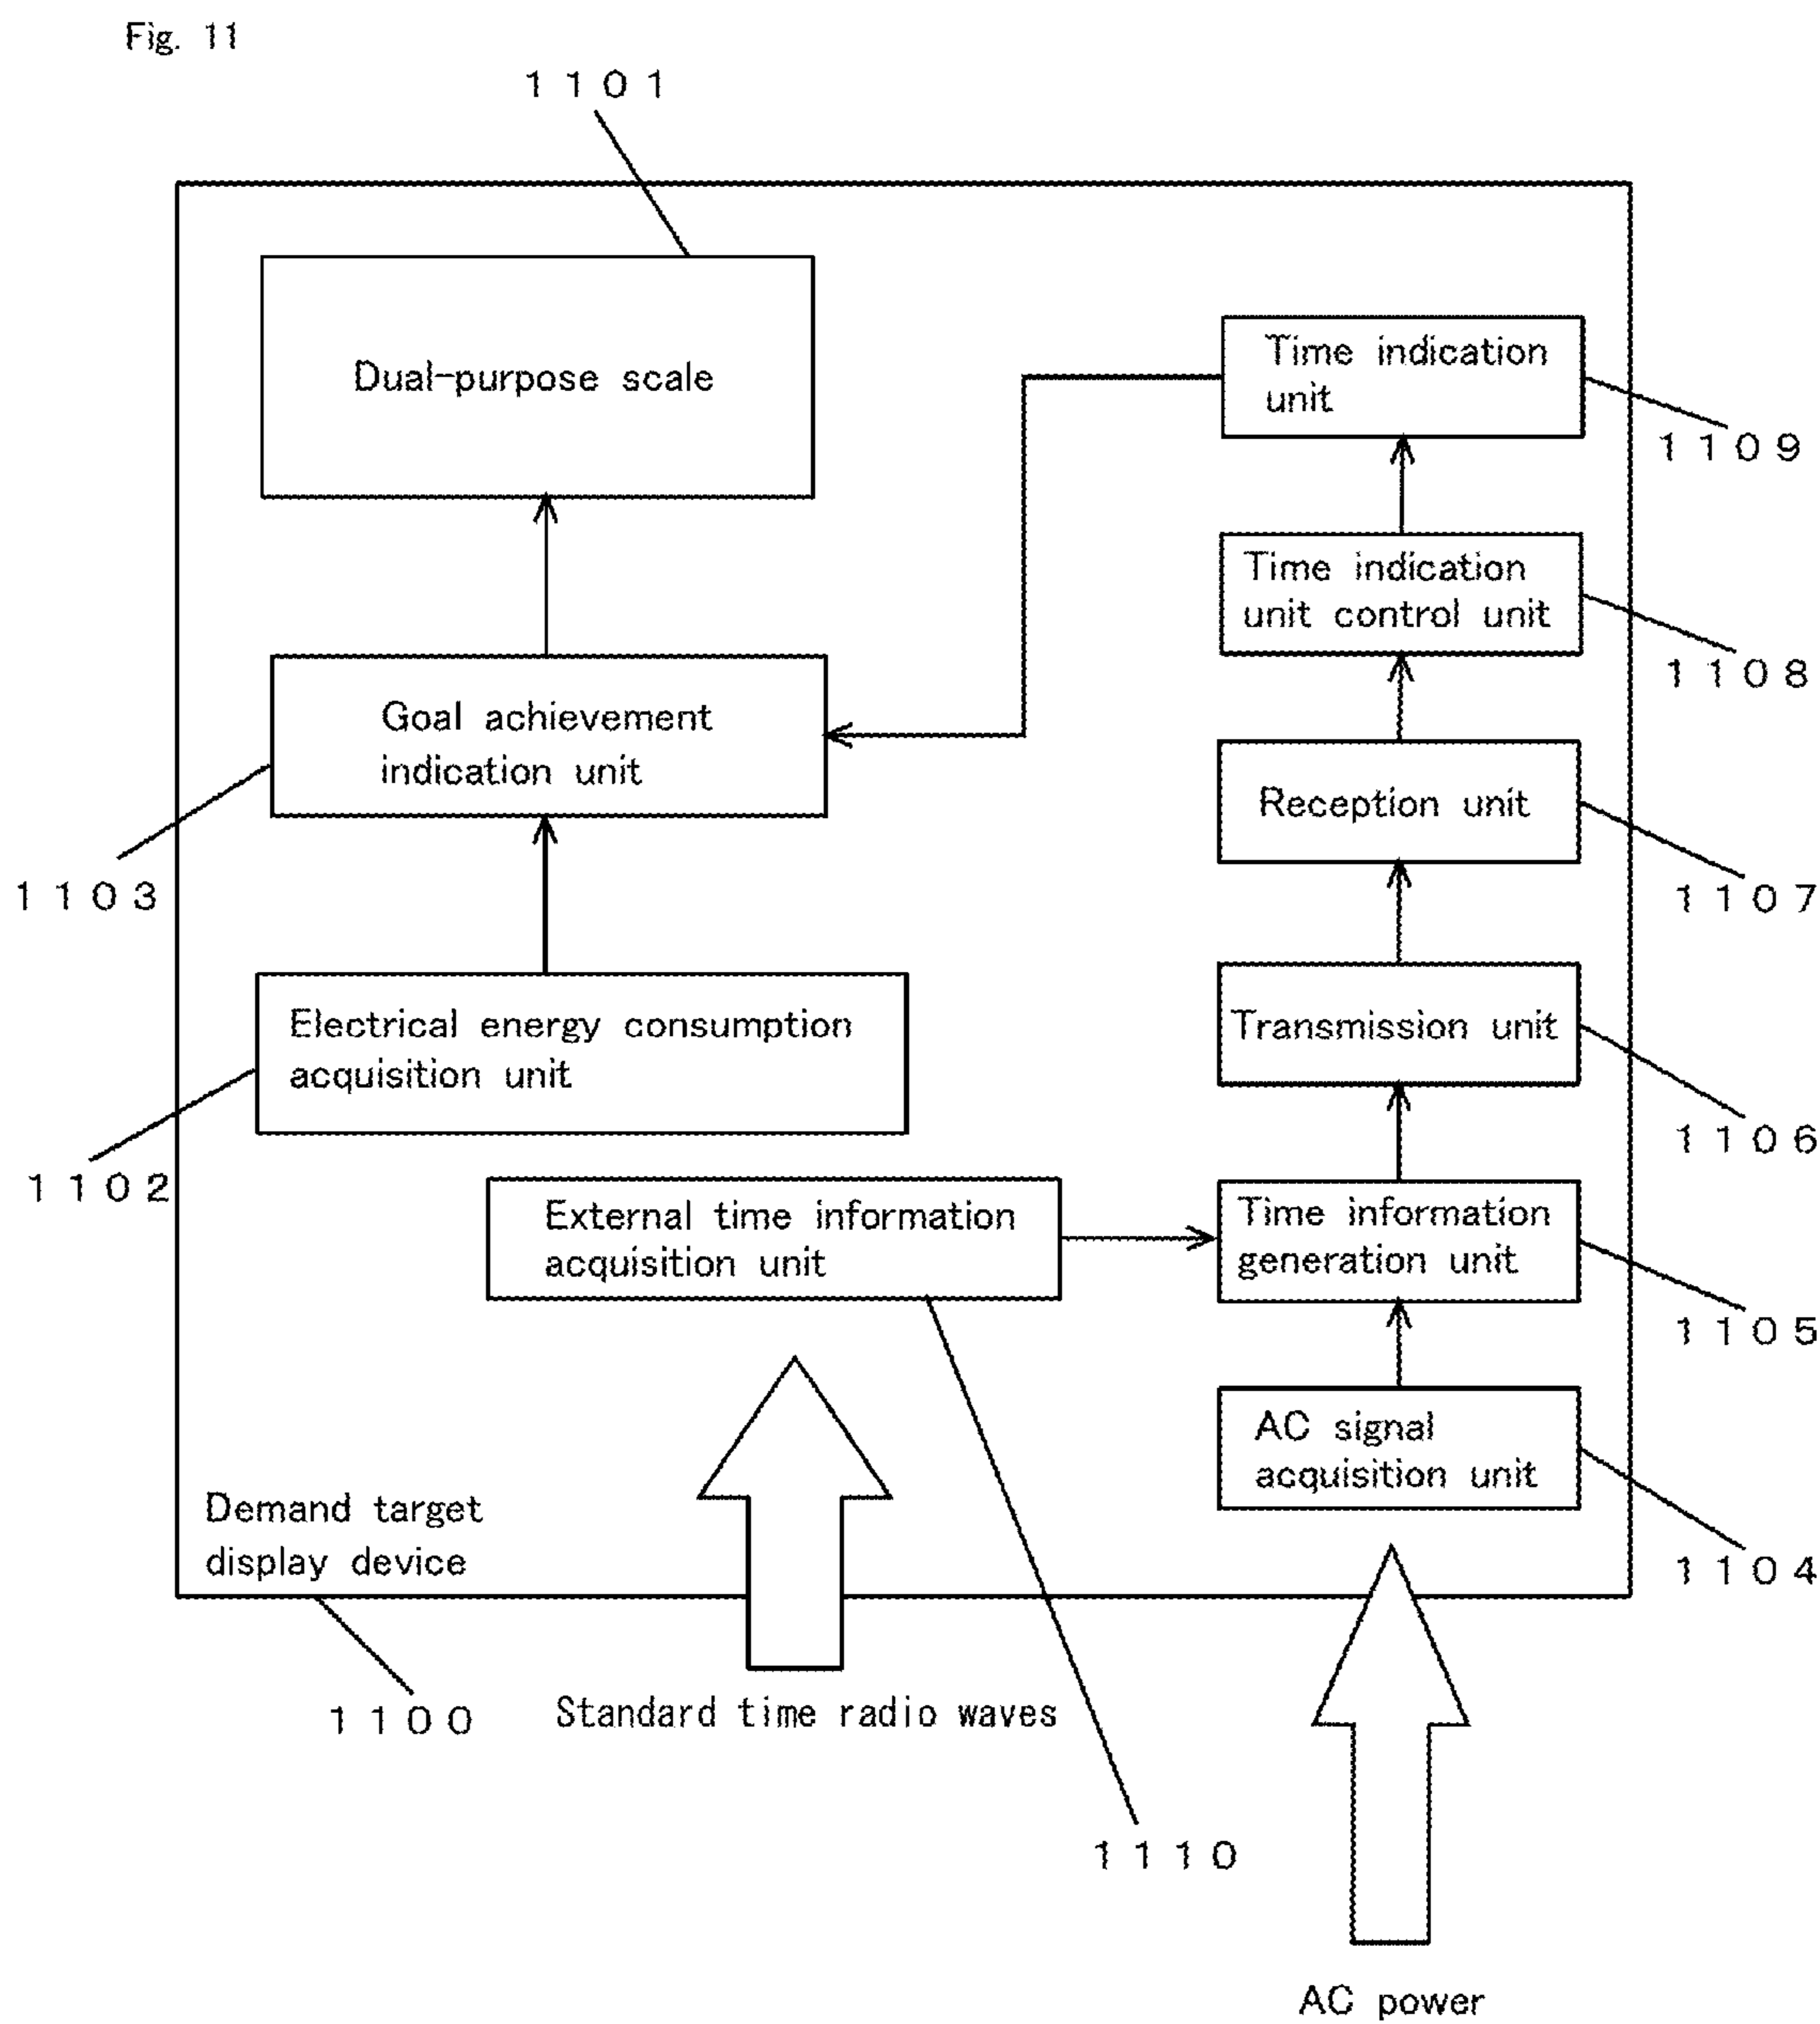 Fig. 11
1101
Dual-purpose scale
Time indication
unit
1109
Time indication
unit control unit
1108
Goal achievement
indication unit
1103
Reception unit
1107
Electrical energy consumption
acquisition unit
1102
Transmission unit
1106
External time information
acquisition unit
Time information
generation unit
1105
AC signal
acquisition unit
1104
Demand target
display device
1100
Standard time radio waves
1110
AC power